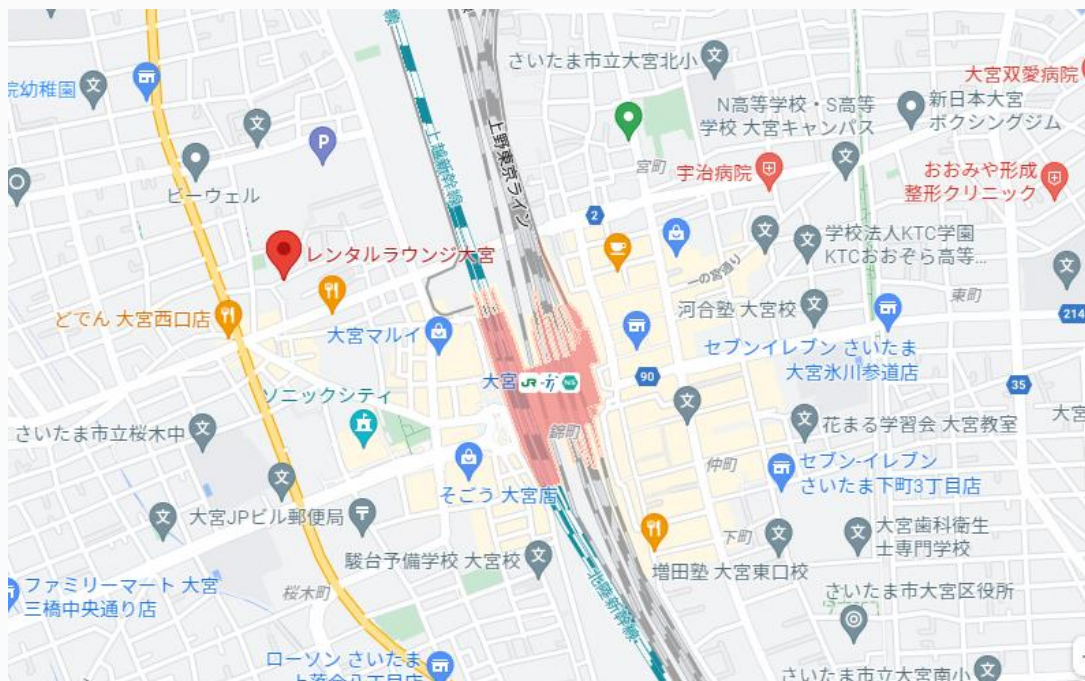 さいたま市立大宮北小
大宮双愛病院
院幼稚園
N高等学校・S高等
学校 大宮キャンパス
新日本大宮
ボクシングジム
P
上越新幹線
上野東京ライン
宮町
宇治病院
おおみや形成
整形クリニック
ビーウェル
2
学校法人KTC学園
KTCおおぞら高等...
一の宮通り
レンタルラウンジ大宮
東町
河合塾 大宮校
214
どでん 大宮西口店
大宮マルイ
セブンイレブン さいたま
大宮氷川参道店
大宮
JR
90
35
ソニックシティ
大宮
さいたま市立桜木中
錦町
花まる学習会 大宮教室
仲町
セブン-イレブン
さいたま下町3丁目店
そごう 大宮店
大宮JPビル郵便局
下町
大宮歯科衛生
士専門学校
駿台予備学校 大宮校
増田塾 大宮東口校
ファミリーマート 大宮
三橋中央通り店
桜木町
北陸新幹線
さいたま市大宮区役所
ローソン さいたま
上落合八丁目店
さいたま市立大宮南小